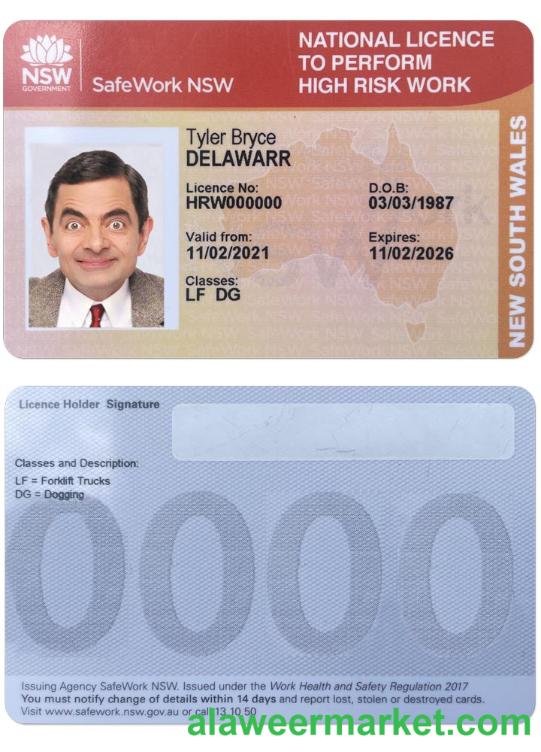 NSW
GOVERNMENT
SafeWork NSW
NATIONAL LICENCE
TO PERFORM
HIGH RISK WORK
Tyler Bryce
DELAWARR
Licence No:
HRW000000
D.O.B:
03/03/1987
Valid from:
11/02/2021
Expires:
11/02/2026
Classes:
LF DG
NEW SOUTH WALES
Licence Holder Signature
Classes and Description:
LF = Forklift Trucks
DG = Dogging
0000
Issuing Agency SafeWork NSW. Issued under the Work Health and Safety Regulation 2017
You must notify change of details within 14 days and report lost, stolen or destroyed cards.
Visit www.safework.nsw.gov.au or call 13 10 50
alaweermarket.com